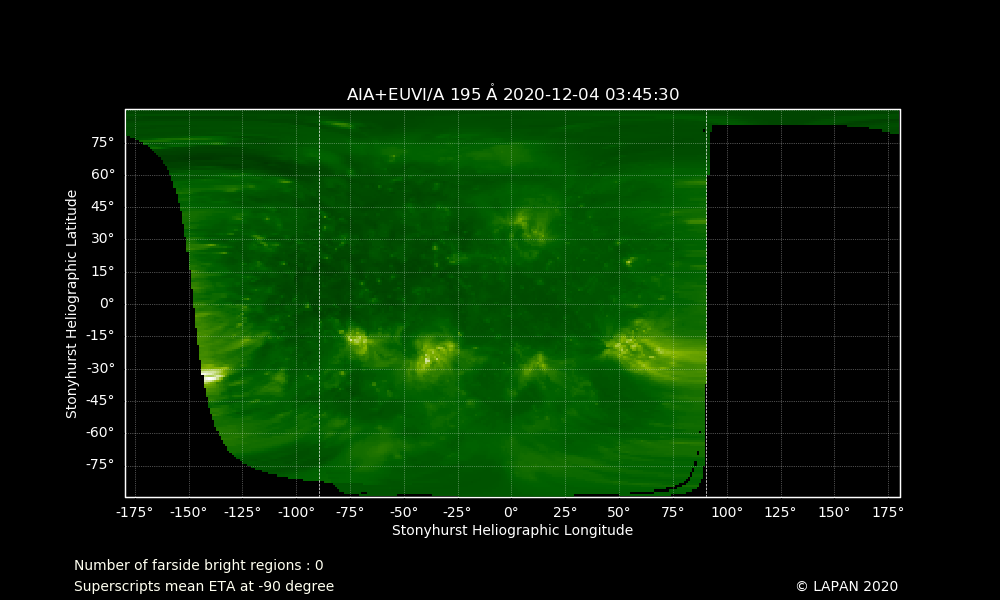 AIA+EUVI/A 195 Å 2020-12-04 03:45:30
Stonyhurst Heliographic Latitude
75°
60°
45°
30°
15°
0°
-15°
-30°
-45°
-60°
-75°
-175° -150° -125° -100° -75° -50° -25° 0° 25° 50° 75° 100° 125° 150° 175°
Stonyhurst Heliographic Longitude
Number of farside bright regions : 0
Superscripts mean ETA at -90 degree
© LAPAN 2020